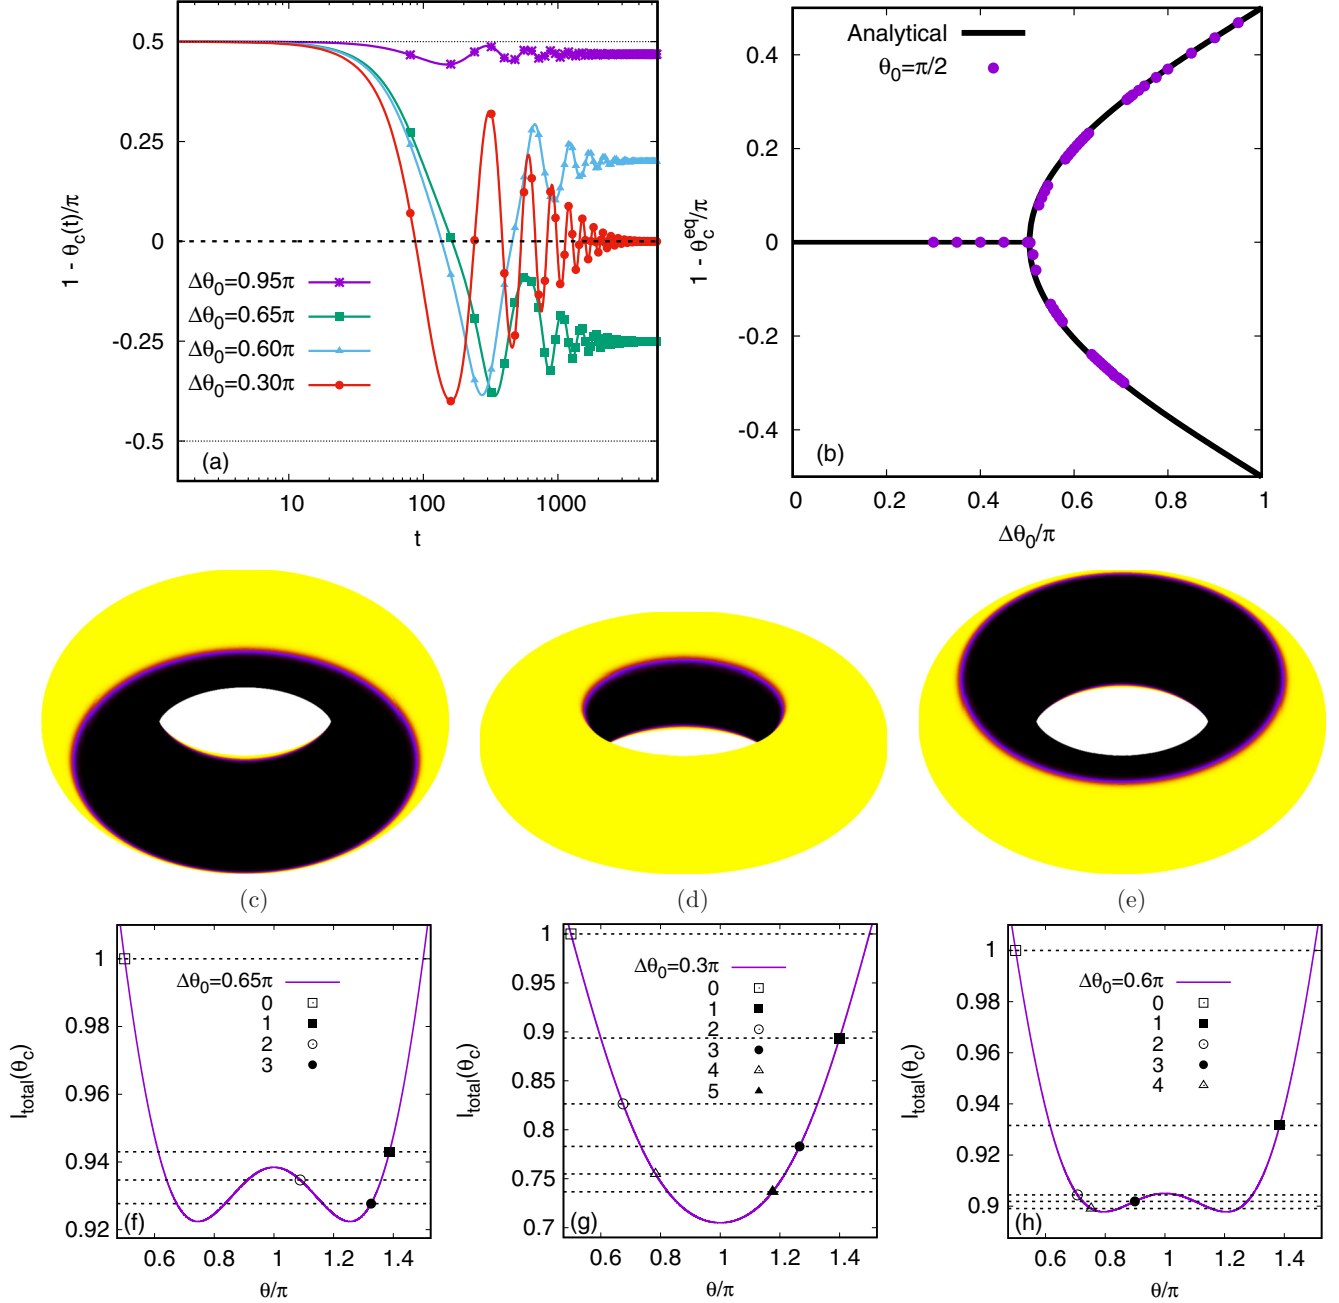 0.5
0.25
0
-0.25
-0.5
1 - θc(t)/π
Δθ0=0.95π
Δθ0=0.65π
Δθ0=0.60π
Δθ0=0.30π
(a)
10 100 1000
t
0.4
0.2
0
-0.2
-0.4
1 - θc^eq/π
Analytical
θ0=π/2
(b)
0 0.2 0.4 0.6 0.8 1
Δθ0/π
(c)
(d)
(e)
1
0.98
0.96
0.94
0.92
Itotal(θc)
Δθ0=0.65π
0
1
2
3
(f)
0.6 0.8 1 1.2 1.4
θ/π
1
0.95
0.9
0.85
0.8
0.75
0.7
Itotal(θc)
Δθ0=0.3π
0
1
2
3
4
5
(g)
0.6 0.8 1 1.2 1.4
θ/π
1
0.98
0.96
0.94
0.92
0.9
Itotal(θc)
Δθ0=0.6π
0
1
2
3
4
(h)
0.6 0.8 1 1.2 1.4
θ/π